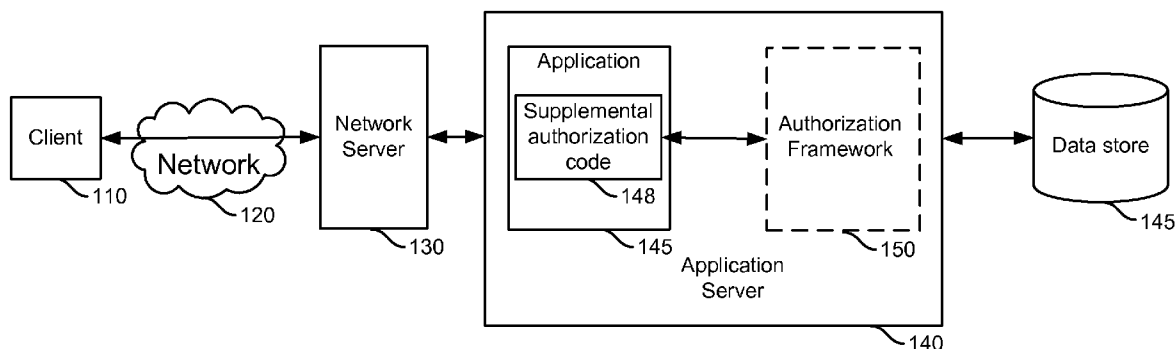 Client
110
Network
120
Network
Server
130
Application
Supplemental
authorization
code
148
145
Authorization
Framework
150
Application
Server
140
Data store
145